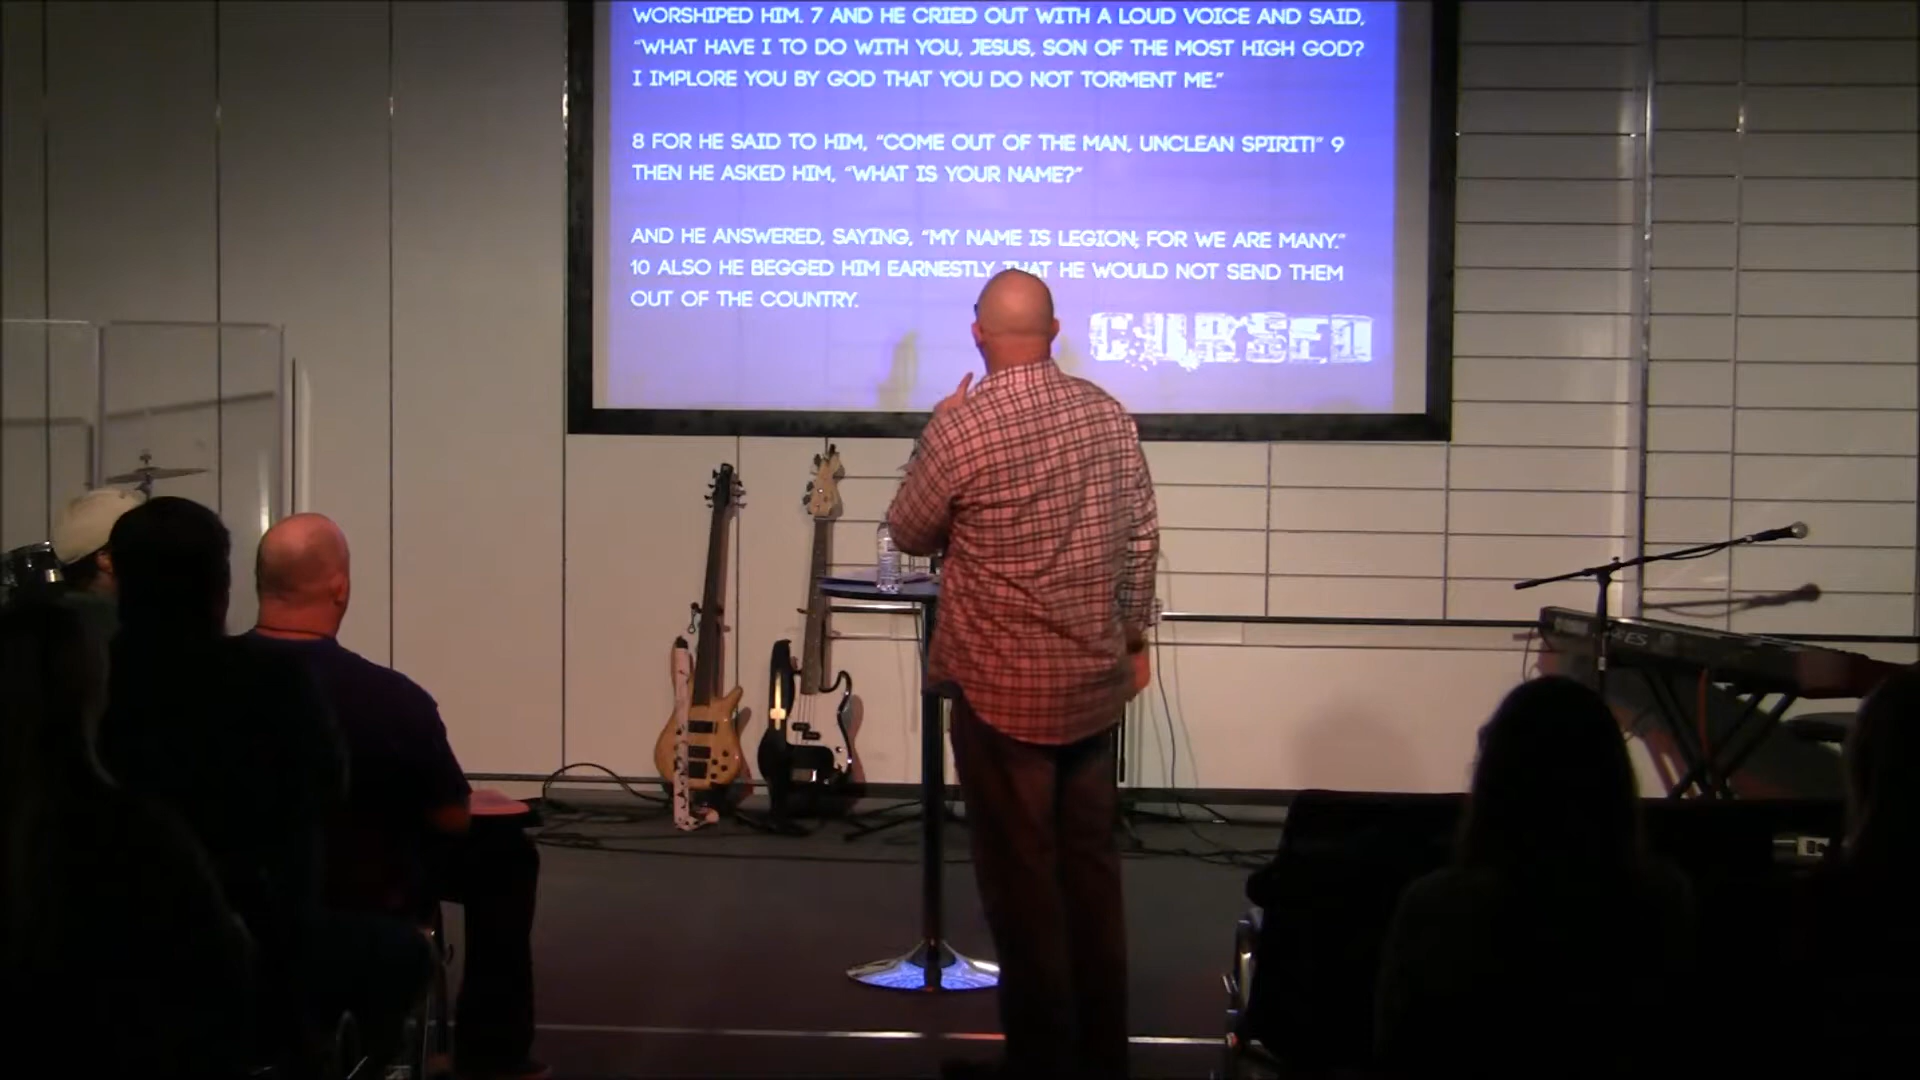 WORSHIPED HIM. 7 AND HE CRIED OUT WITH A LOUD VOICE AND SAID,
“WHAT HAVE I TO DO WITH YOU, JESUS, SON OF THE MOST HIGH GOD?
I IMPLORE YOU BY GOD THAT YOU DO NOT TORMENT ME.”
8 FOR HE SAID TO HIM, “COME OUT OF THE MAN, UNCLEAN SPIRIT!” 9
THEN HE ASKED HIM, “WHAT IS YOUR NAME?”
AND HE ANSWERED, SAYING, “MY NAME IS LEGION; FOR WE ARE MANY.”
10 ALSO HE BEGGED HIM EARNESTLY THAT HE WOULD NOT SEND THEM
OUT OF THE COUNTRY.
CURSED